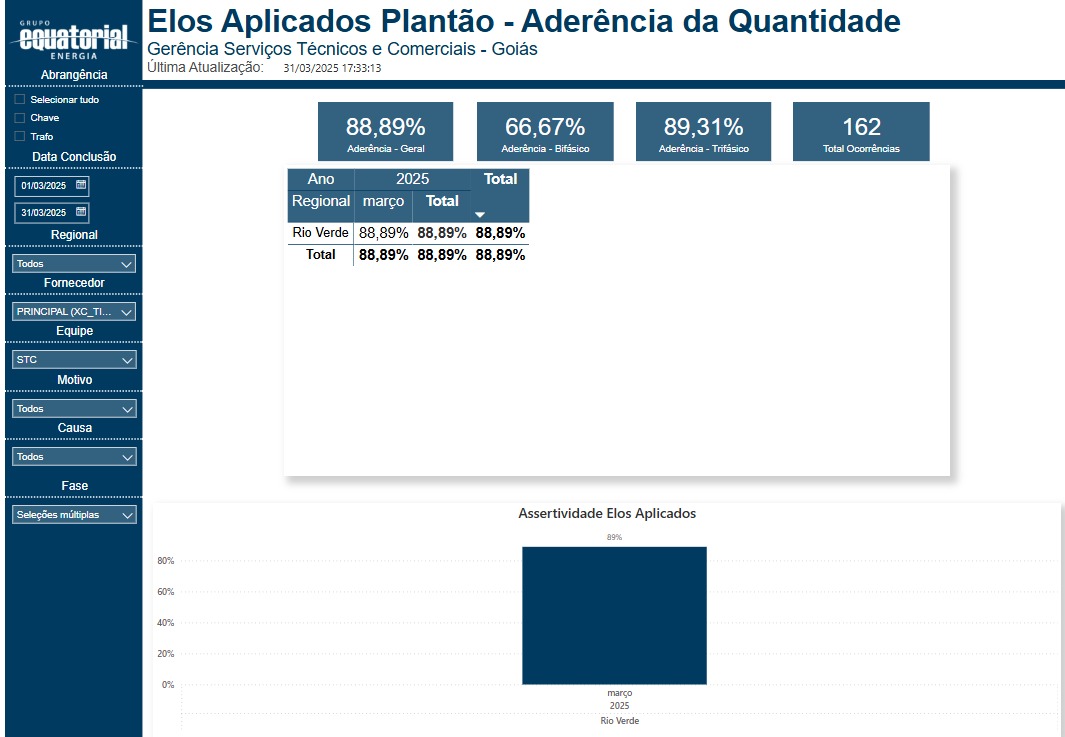 GRUPO
equatorial
ENERGIA
Abrangência
Selecionar tudo
Chave
Trafo
Data Conclusão
01/03/2025
31/03/2025
Regional
Todos
Fornecedor
PRINCIPAL (XC_TI...
Equipe
STC
Motivo
Todos
Causa
Todos
Fase
Seleções múltiplas
Elos Aplicados Plantão - Aderência da Quantidade
Gerência Serviços Técnicos e Comerciais - Goiás
Última Atualização: 31/03/2025 17:33:13
88,89% 66,67% 89,31% 162
Aderência - Geral Aderência - Bifásico Aderência - Trifásico Total Ocorrências
Ano 2025 Total
Regional março Total
Rio Verde 88,89% 88,89% 88,89%
Total 88,89% 88,89% 88,89%
Assertividade Elos Aplicados
89%
80%
60%
40%
20%
0%
março
2025
Rio Verde